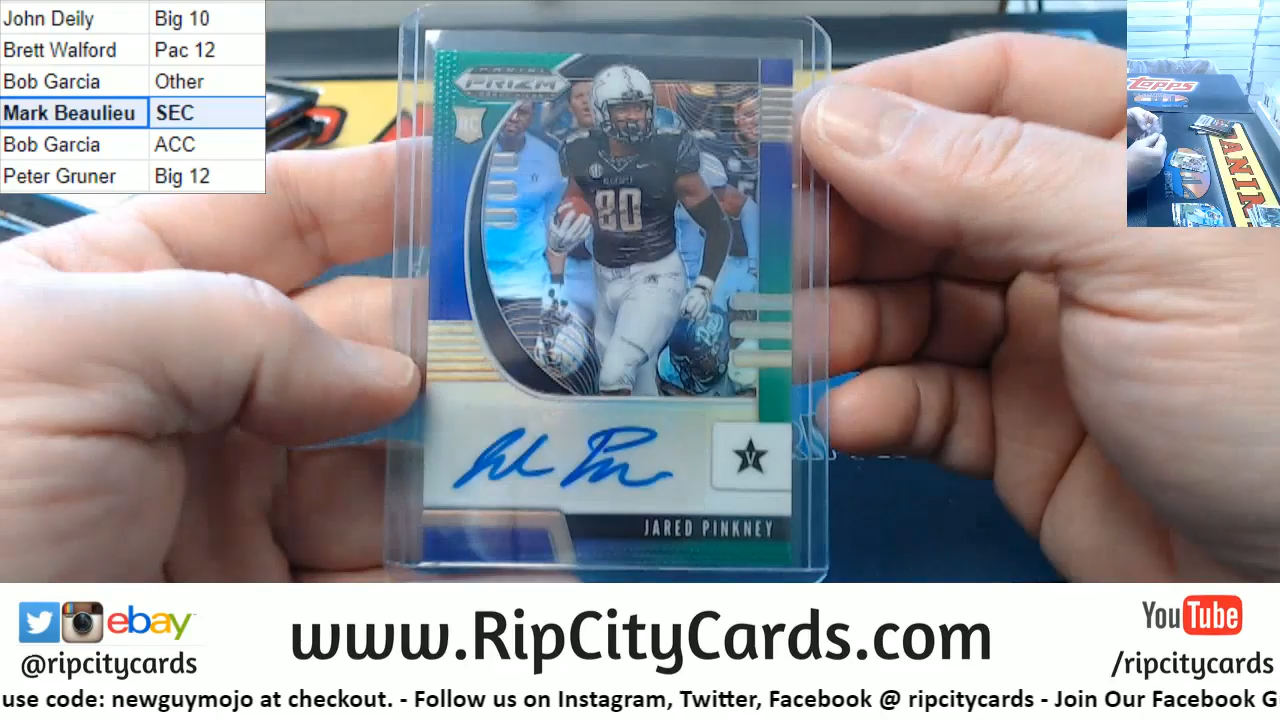 John Deily Big 10
Brett Walford Pac 12
Bob Garcia Other
Mark Beaulieu SEC
Bob Garcia ACC
Peter Gruner Big 12
Topps
PANINI
PANINI
PRIZM
RC
80
V
JARED PINKNEY
ebay
@ripcitycards
www.RipCityCards.com
YouTube
/ripcitycards
use code: newguymojo at checkout. - Follow us on Instagram, Twitter, Facebook @ ripcitycards - Join Our Facebook G